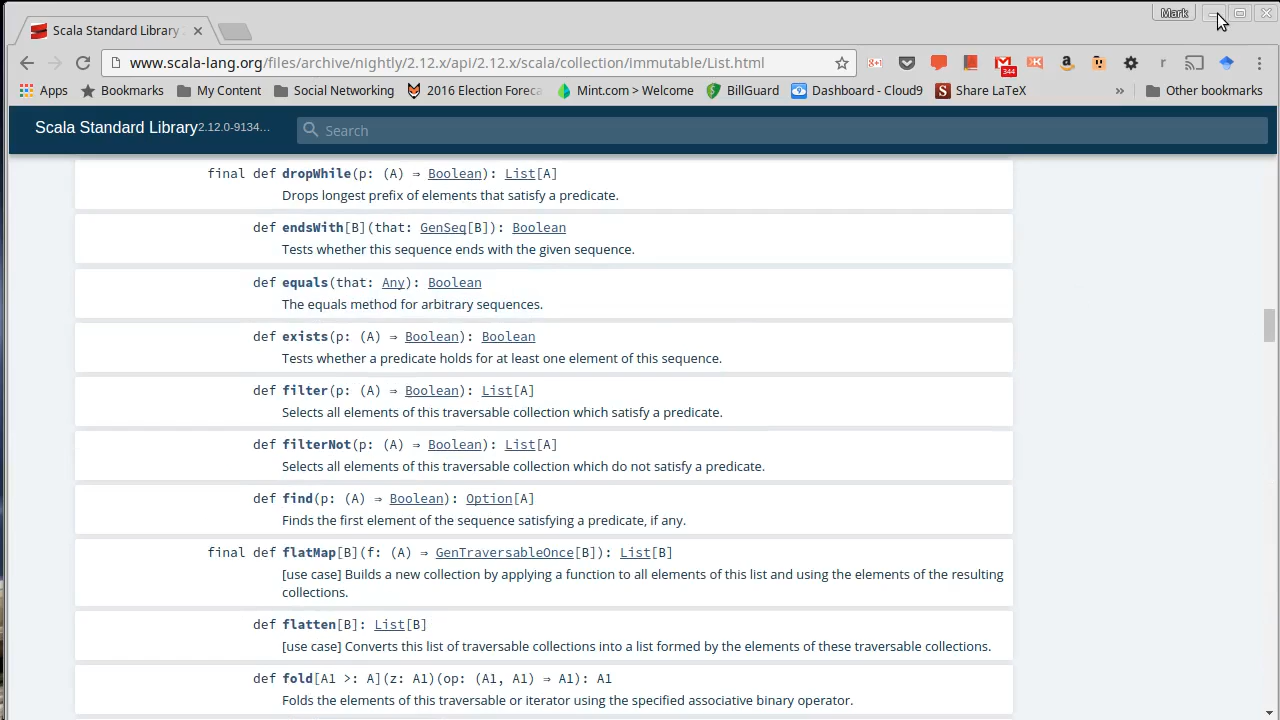 Mark
Scala Standard Library
www.scala-lang.org/files/archive/nightly/2.12.x/api/2.12.x/scala/collection/immutable/List.html
344
Apps Bookmarks My Content Social Networking 2016 Election Foreca Mint.com > Welcome BillGuard Dashboard - Cloud9 Share LaTeX » Other bookmarks
Scala Standard Library 2.12.0-9134... Search
final def dropWhile(p: (A) ⇒ Boolean): List[A]
Drops longest prefix of elements that satisfy a predicate.
def endsWith[B](that: GenSeq[B]): Boolean
Tests whether this sequence ends with the given sequence.
def equals(that: Any): Boolean
The equals method for arbitrary sequences.
def exists(p: (A) ⇒ Boolean): Boolean
Tests whether a predicate holds for at least one element of this sequence.
def filter(p: (A) ⇒ Boolean): List[A]
Selects all elements of this traversable collection which satisfy a predicate.
def filterNot(p: (A) ⇒ Boolean): List[A]
Selects all elements of this traversable collection which do not satisfy a predicate.
def find(p: (A) ⇒ Boolean): Option[A]
Finds the first element of the sequence satisfying a predicate, if any.
final def flatMap[B](f: (A) ⇒ GenTraversableOnce[B]): List[B]
[use case] Builds a new collection by applying a function to all elements of this list and using the elements of the resulting
collections.
def flatten[B]: List[B]
[use case] Converts this list of traversable collections into a list formed by the elements of these traversable collections.
def fold[A1 >: A](z: A1)(op: (A1, A1) ⇒ A1): A1
Folds the elements of this traversable or iterator using the specified associative binary operator.